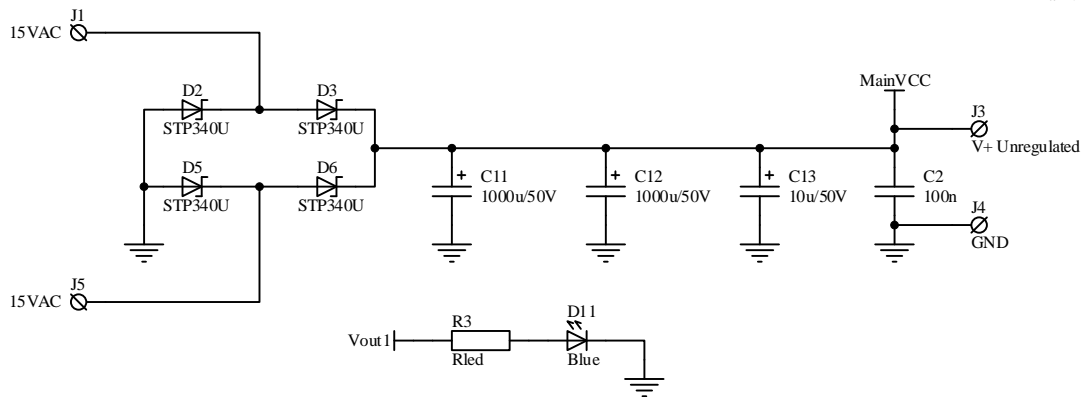 J1
15VAC
D2
STP340U
D3
STP340U
D5
STP340U
D6
STP340U
J5
15VAC
+
C11
1000u/50V
+
C12
1000u/50V
+
C13
10u/50V
MainVCC
J3
V+ Unregulated
C2
100n
J4
GND
Vout1
R3
Rled
D11
Blue